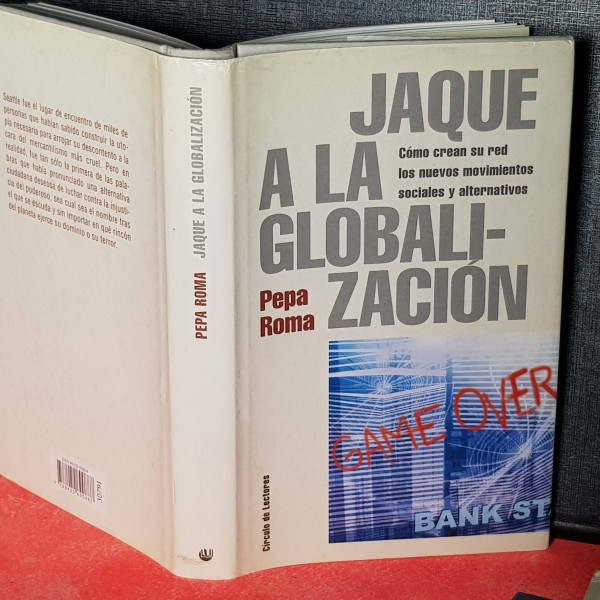 Seattle fue el lugar de encuentro de miles de
personas que habían sabido construir la uto-
pía necesaria para arrojar su descontento a la
cara del mercantilismo más cruel. Pero en
realidad, fue tan sólo la primera de las pala-
bras que había pronunciado una alternativa
ciudadana deseosa de luchar contra la injusti-
cia del poderoso, sea cual sea el nombre tras
el que se escuda y sin importar en qué rincón
del planeta ejerce su dominio o su terror.
30791
PEPA ROMA JAQUE A LA GLOBALIZACIÓN
JAQUE
A LA
GLOBALI-
ZACIÓN
Cómo crean su red
los nuevos movimientos
sociales y alternativos
Pepa
Roma
GAME OVER
BANK ST
Círculo de Lectores